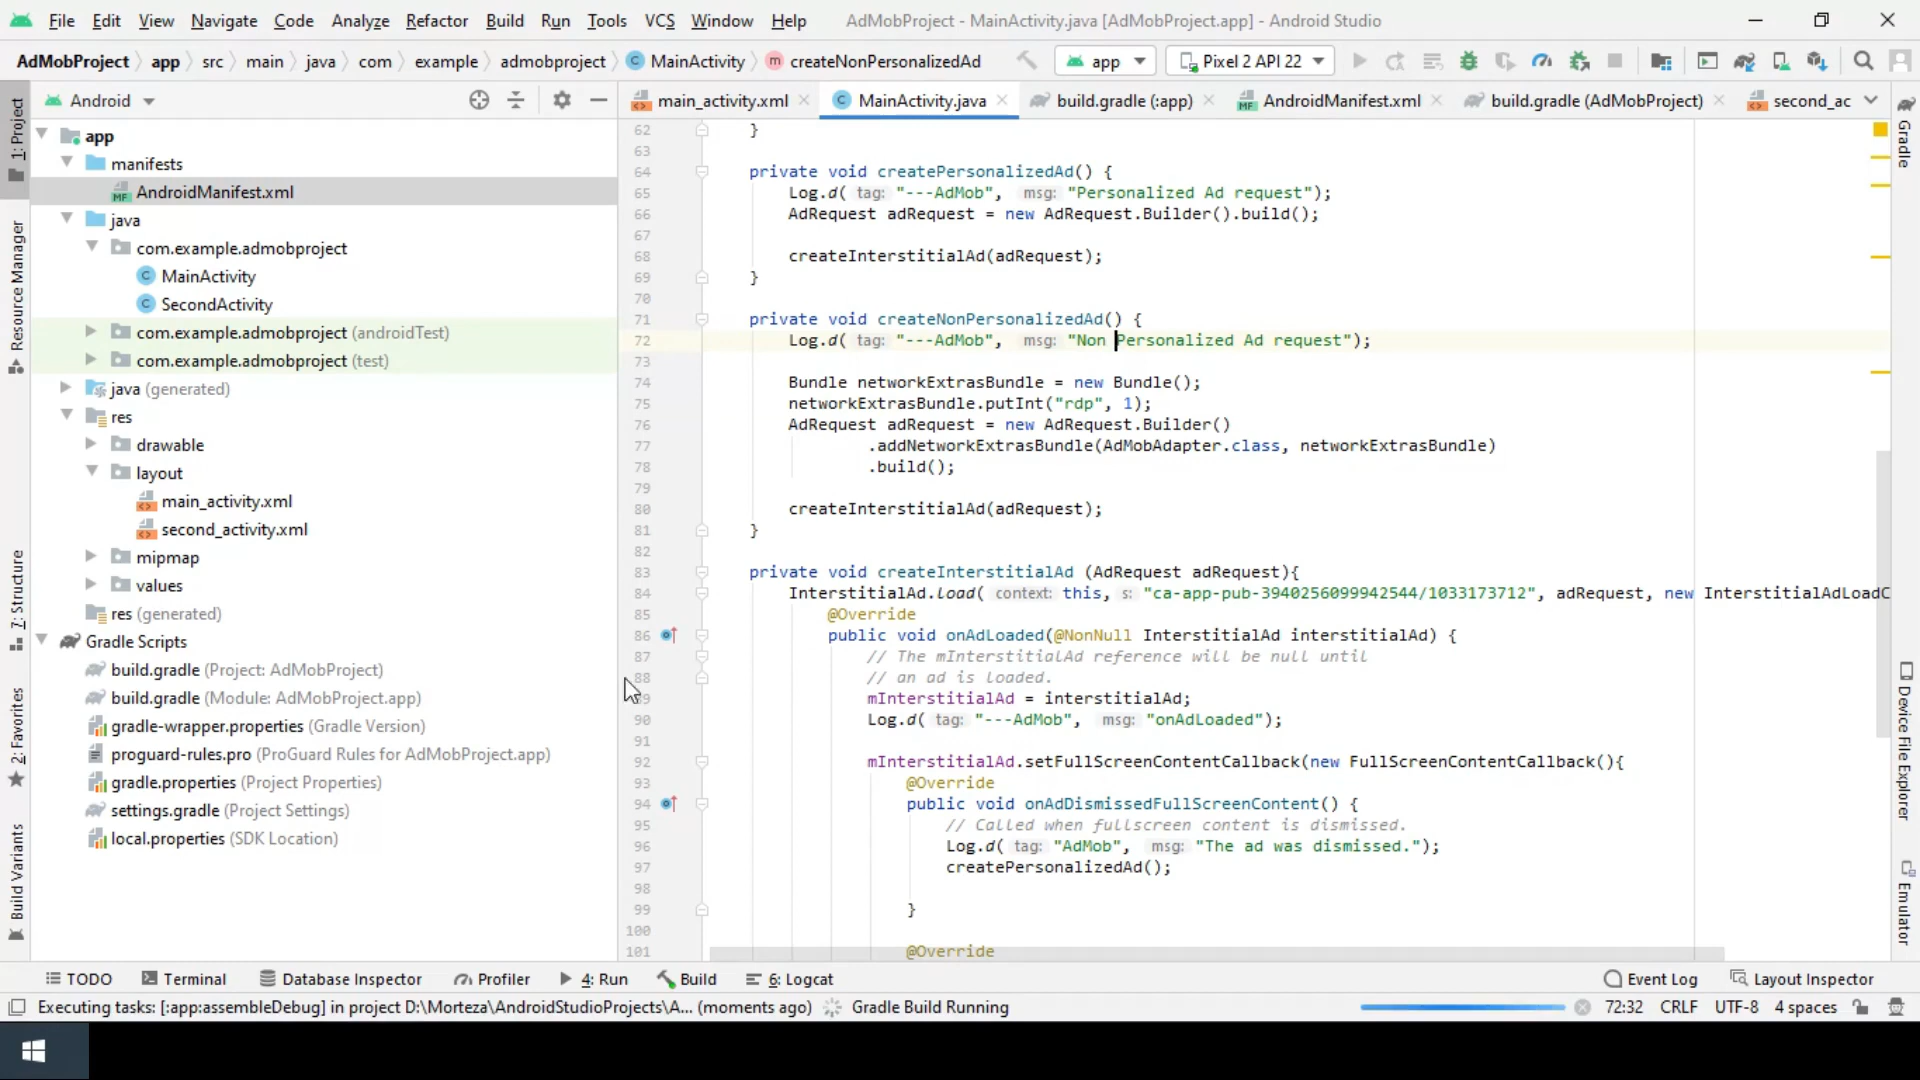 File Edit View Navigate Code Analyze Refactor Build Run Tools VCS Window Help AdMobProject - MainActivity.java [AdMobProject.app] - Android Studio
AdMobProject app src main java com example admobproject MainActivity createNonPersonalizedAd app Pixel 2 API 22
Android
main_activity.xml MainActivity.java build.gradle (:app) AndroidManifest.xml build.gradle (AdMobProject) second_ac
1: Project
Resource Manager
7: Structure
2: Favorites
Build Variants
app
manifests
AndroidManifest.xml
java
com.example.admobproject
MainActivity
SecondActivity
com.example.admobproject (androidTest)
com.example.admobproject (test)
java (generated)
res
drawable
layout
main_activity.xml
second_activity.xml
mipmap
values
res (generated)
Gradle Scripts
build.gradle (Project: AdMobProject)
build.gradle (Module: AdMobProject.app)
gradle-wrapper.properties (Gradle Version)
proguard-rules.pro (ProGuard Rules for AdMobProject.app)
gradle.properties (Project Properties)
settings.gradle (Project Settings)
local.properties (SDK Location)
62 }
63
64 private void createPersonalizedAd() {
65 Log.d( tag: "---AdMob", msg: "Personalized Ad request");
66 AdRequest adRequest = new AdRequest.Builder().build();
67
68 createInterstitialAd(adRequest);
69 }
70
71 private void createNonPersonalizedAd() {
72 Log.d( tag: "---AdMob", msg: "Non Personalized Ad request");
73
74 Bundle networkExtrasBundle = new Bundle();
75 networkExtrasBundle.putInt("rdp", 1);
76 AdRequest adRequest = new AdRequest.Builder()
77 .addNetworkExtrasBundle(AdMobAdapter.class, networkExtrasBundle)
78 .build();
79
80 createInterstitialAd(adRequest);
81 }
82
83 private void createInterstitialAd (AdRequest adRequest){
84 InterstitialAd.load( context: this, s: "ca-app-pub-3940256099942544/1033173712", adRequest, new InterstitialAdLoadC
85 @Override
86 public void onAdLoaded(@NonNull InterstitialAd interstitialAd) {
87 // The mInterstitialAd reference will be null until
88 // an ad is loaded.
89 mInterstitialAd = interstitialAd;
90 Log.d( tag: "---AdMob", msg: "onAdLoaded");
91
92 mInterstitialAd.setFullScreenContentCallback(new FullScreenContentCallback(){
93 @Override
94 public void onAdDismissedFullScreenContent() {
95 // Called when fullscreen content is dismissed.
96 Log.d( tag: "AdMob", msg: "The ad was dismissed.");
97 createPersonalizedAd();
98
99 }
100
101 @Override
Gradle
Device File Explorer
Emulator
TODO Terminal Database Inspector Profiler 4: Run Build 6: Logcat Event Log Layout Inspector
Executing tasks: [:app:assembleDebug] in project D:\Morteza\AndroidStudioProjects\A... (moments ago) Gradle Build Running 72:32 CRLF UTF-8 4 spaces